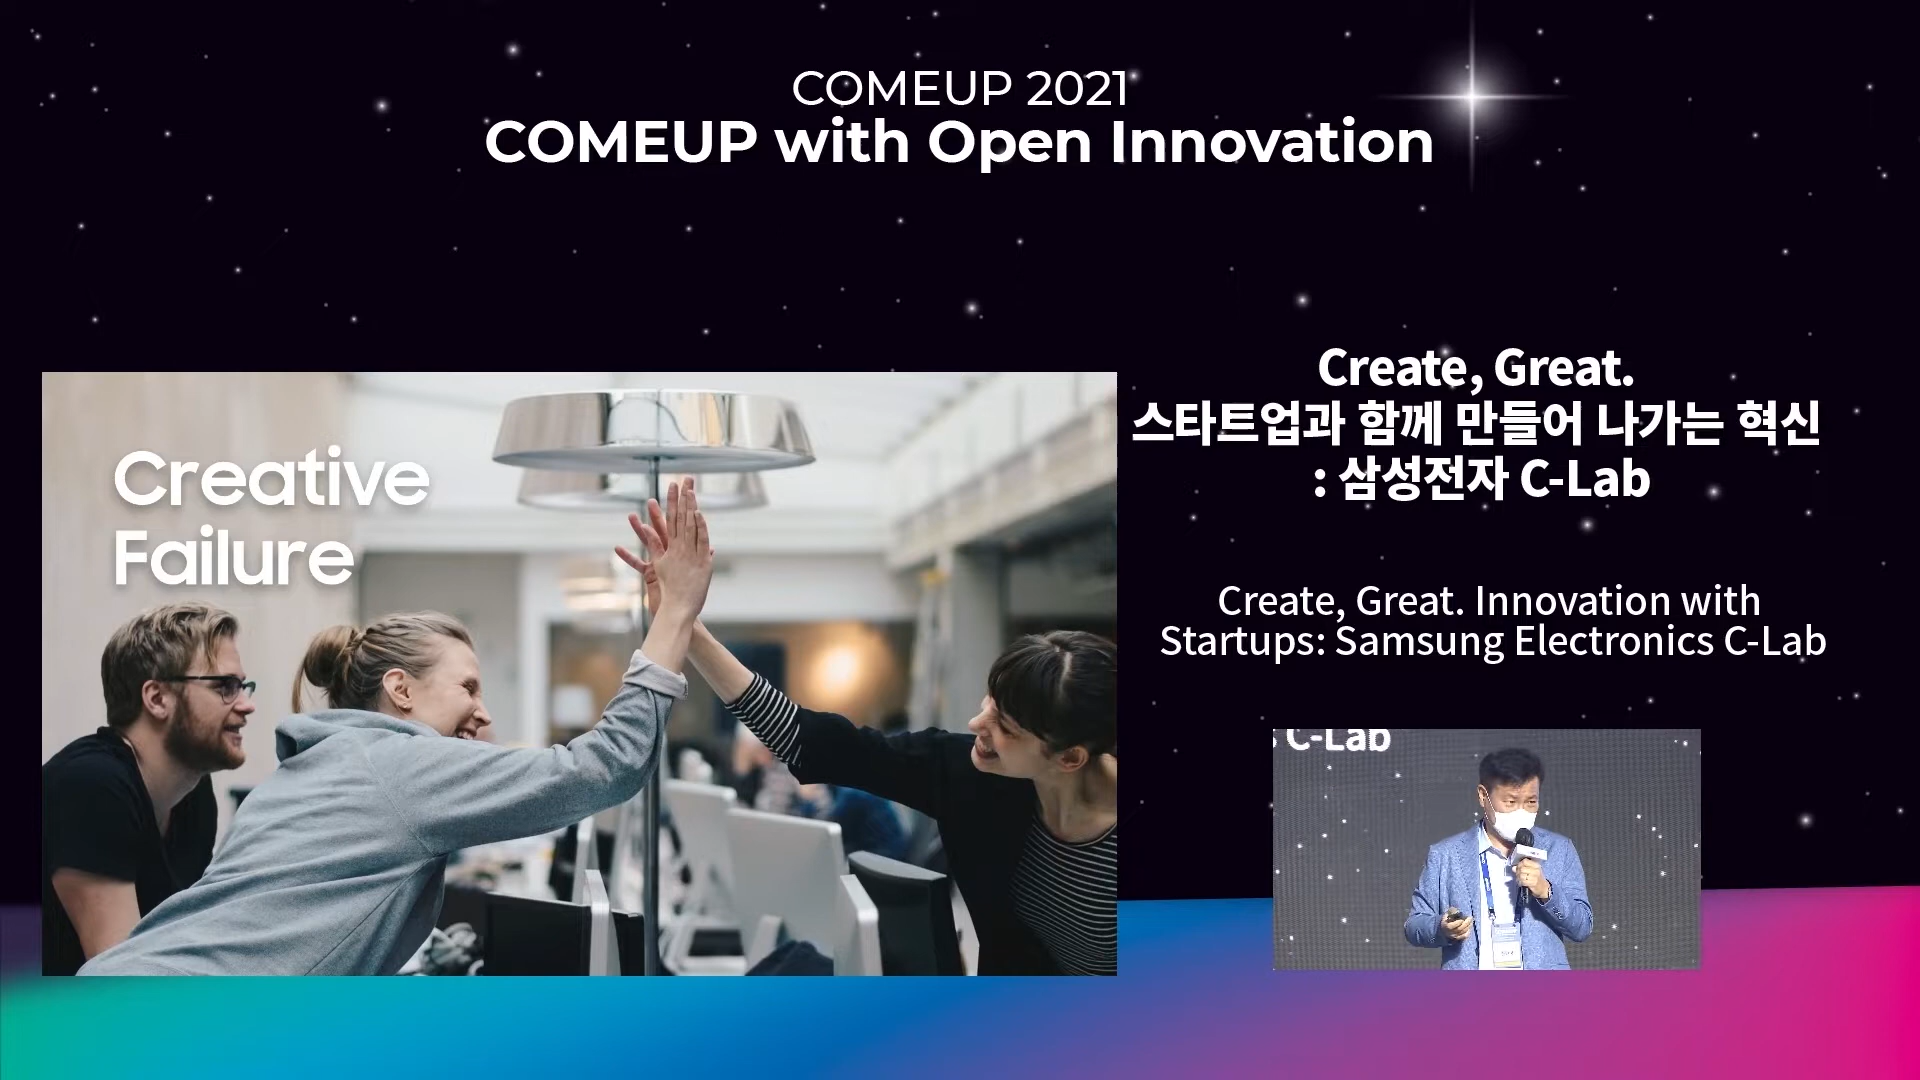 COMEUP 2021
COMEUP with Open Innovation
Creative
Failure
Create, Great.
스타트업과 함께 만들어 나가는 혁신
: 삼성전자 C-Lab
Create, Great. Innovation with
Startups: Samsung Electronics C-Lab
C-Lab